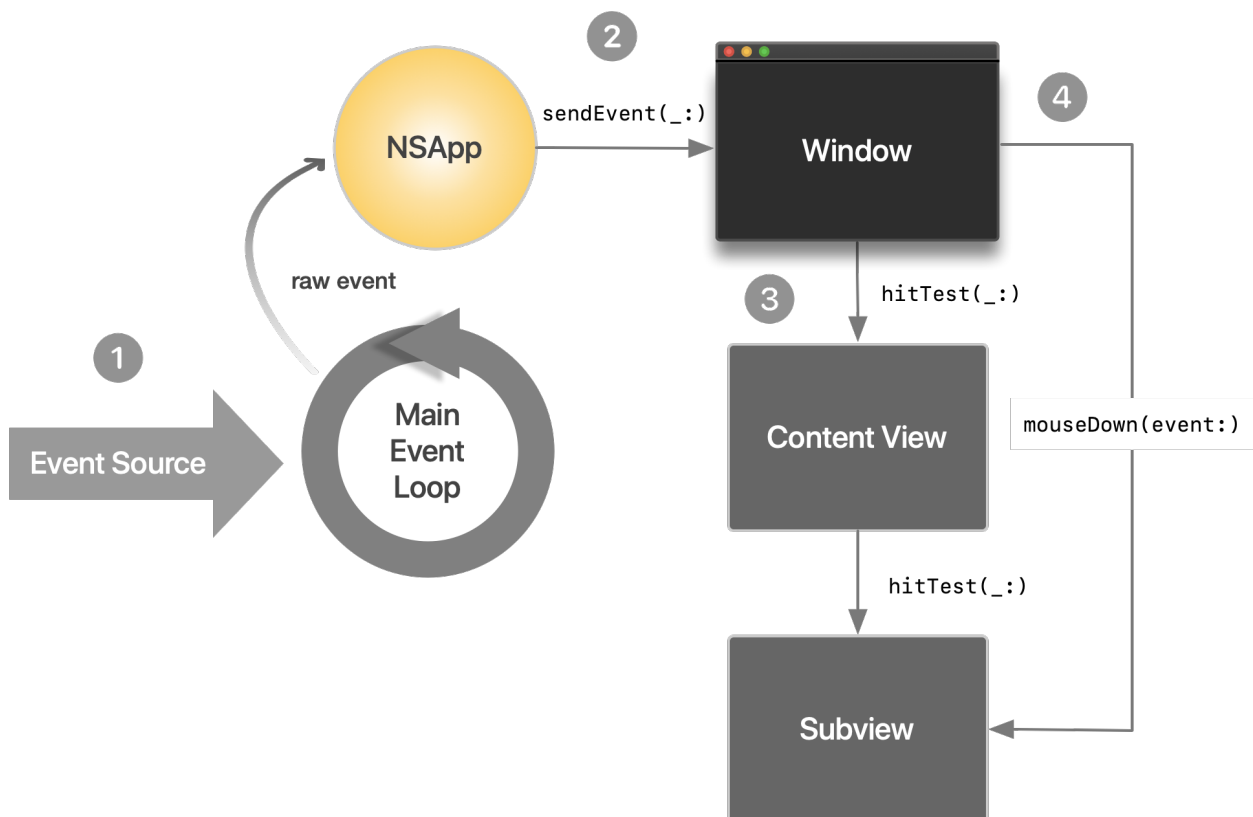 2
sendEvent(_:)
NSApp
Window
4
raw event
3
hitTest(_:)
1
Event Source
Main
Event
Loop
Content View
mouseDown(event:)
hitTest(_:)
Subview